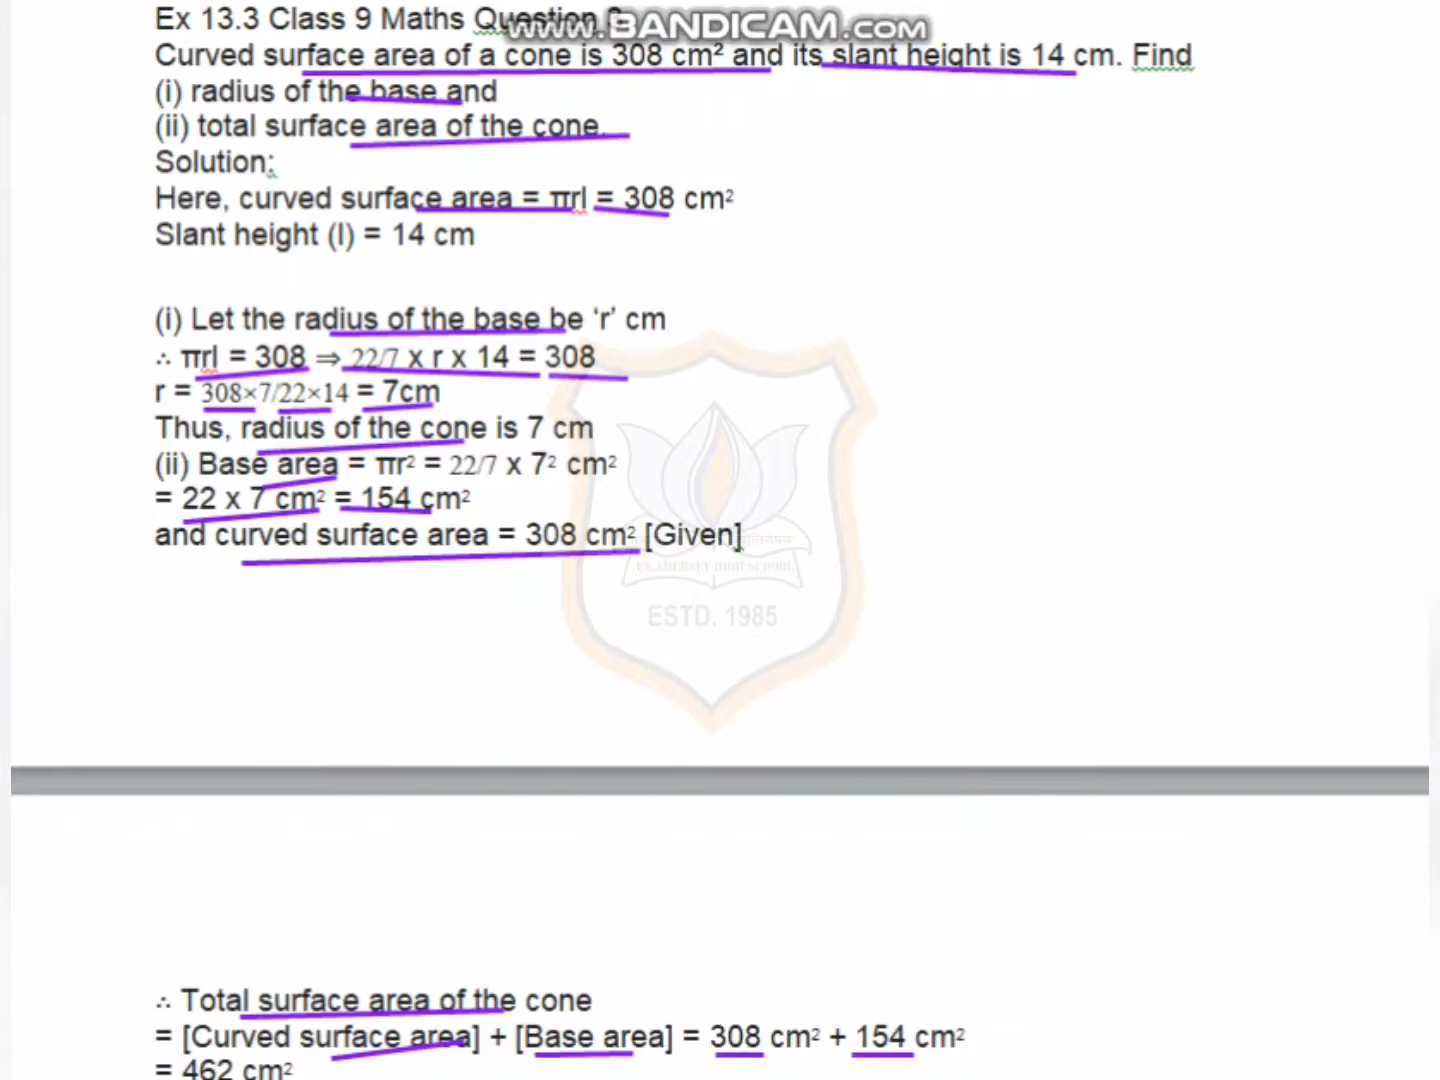 Ex 13.3 Class 9 Maths Question
www.BANDICAM.com
Curved surface area of a cone is 308 cm² and its slant height is 14 cm. Find
(i) radius of the base and
(ii) total surface area of the cone.
Solution:
Here, curved surface area = πrl = 308 cm²
Slant height (l) = 14 cm
(i) Let the radius of the base be ‘r’ cm
∴ πrl = 308 ⇒ 22/7 x r x 14 = 308
r = 308×7/22×14 = 7cm
Thus, radius of the cone is 7 cm
(ii) Base area = πr² = 22/7 x 7² cm²
= 22 x 7 cm² = 154 cm²
and curved surface area = 308 cm² [Given]
HIGH SCHOOL
ESTD. 1985
∴ Total surface area of the cone
= [Curved surface area] + [Base area] = 308 cm² + 154 cm²
= 462 cm²